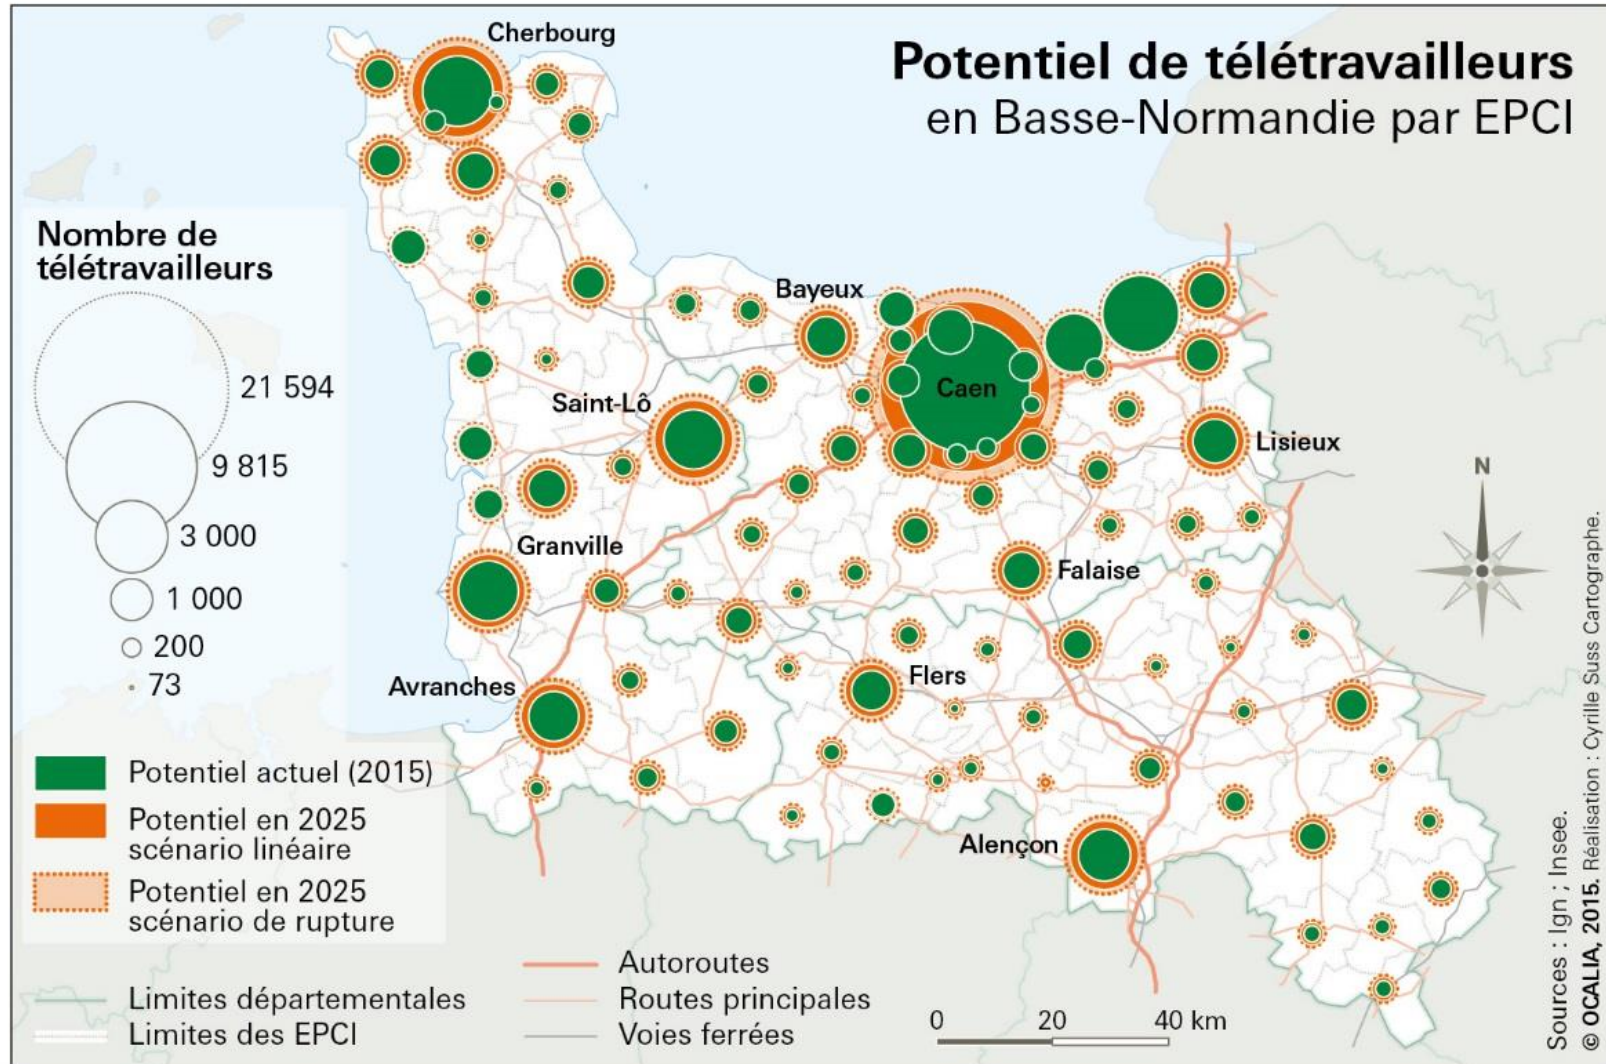 Potentiel de télétravailleurs
en Basse-Normandie par EPCI
Cherbourg
Nombre de
télétravailleurs
21 594
9 815
3 000
1 000
200
73
Bayeux
Caen
Saint-Lô
Lisieux
Granville
Falaise
Avranches
Flers
Alençon
N
Potentiel actuel (2015)
Potentiel en 2025
scénario linéaire
Potentiel en 2025
scénario de rupture
Limites départementales
Limites des EPCI
Autoroutes
Routes principales
Voies ferrées
0 20 40 km
Sources : Ign ; Insee.
© OCALIA, 2015. Réalisation : Cyrille Suss Cartographe.